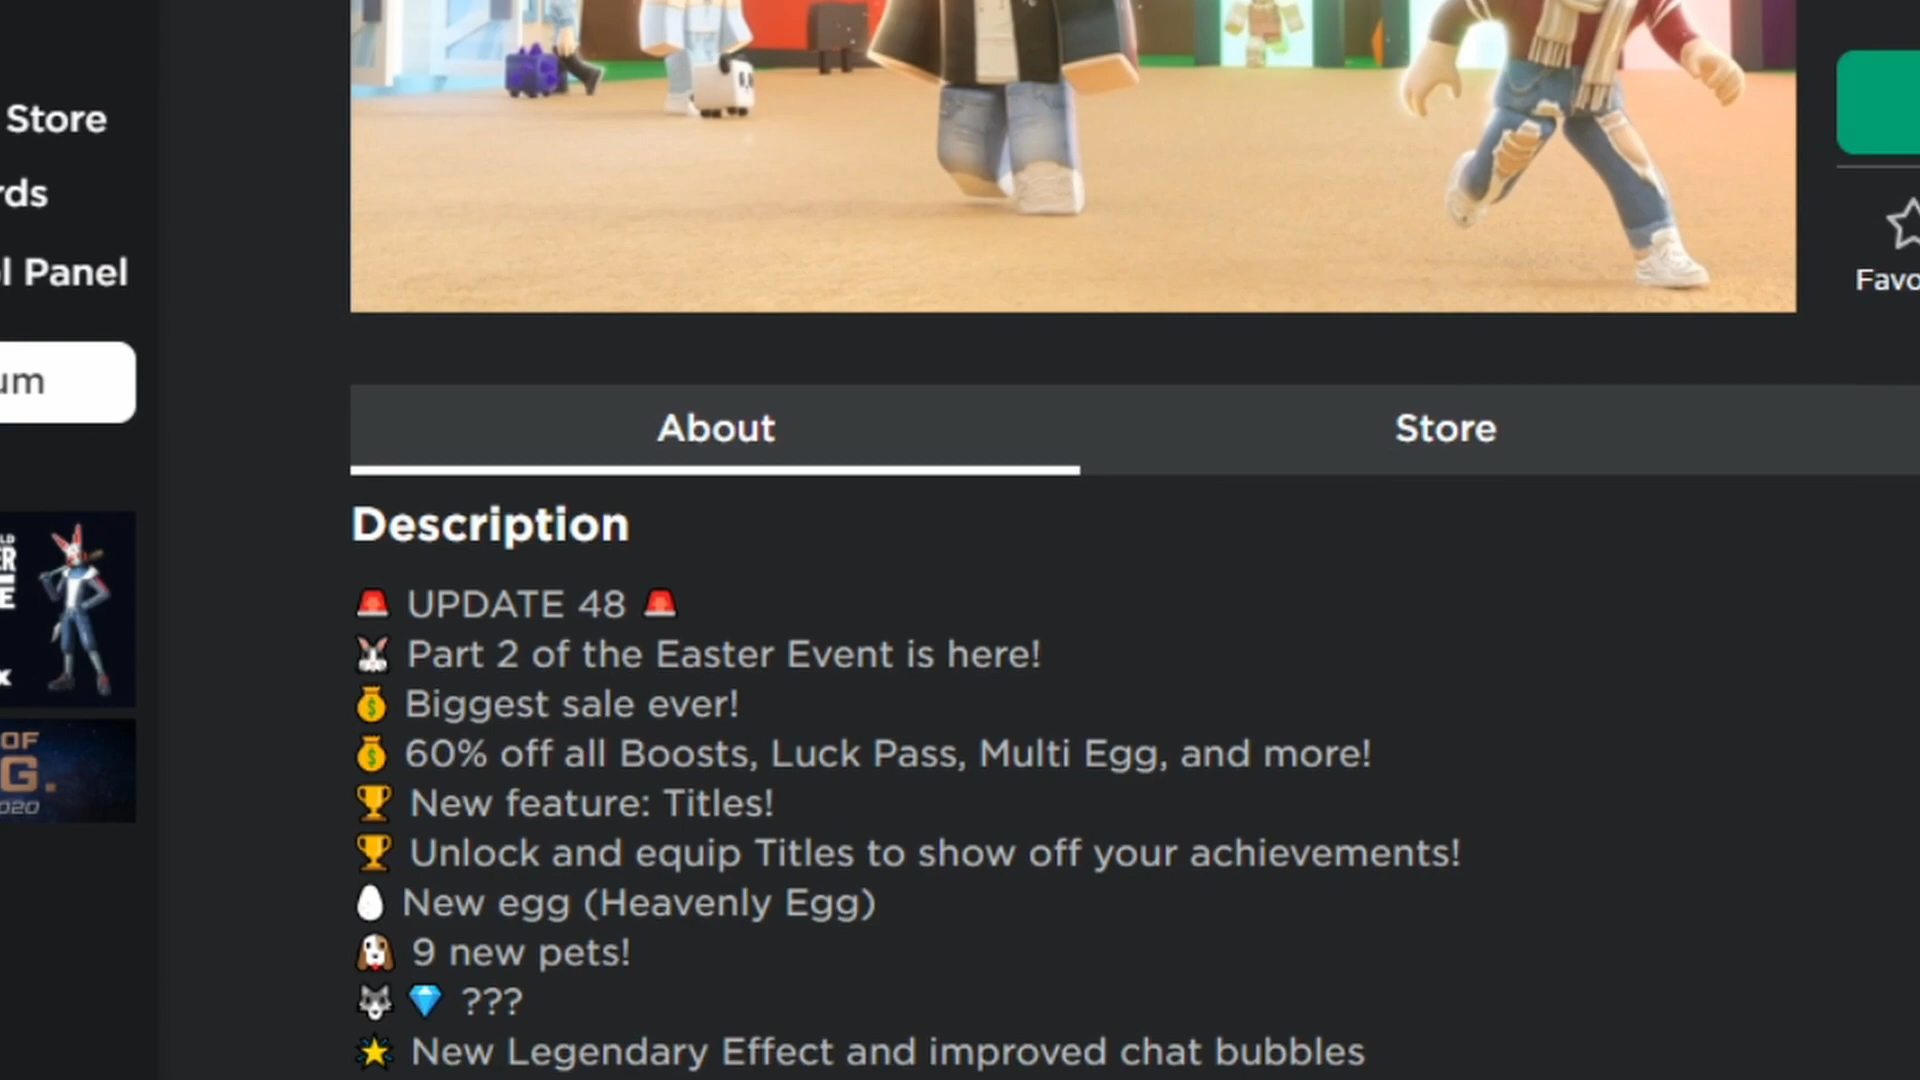 Store
Panel
Favo
About
Store
Description
UPDATE 48
Part 2 of the Easter Event is here!
Biggest sale ever!
60% off all Boosts, Luck Pass, Multi Egg, and more!
New feature: Titles!
Unlock and equip Titles to show off your achievements!
New egg (Heavenly Egg)
9 new pets!
???
New Legendary Effect and improved chat bubbles
OF
G.
2020